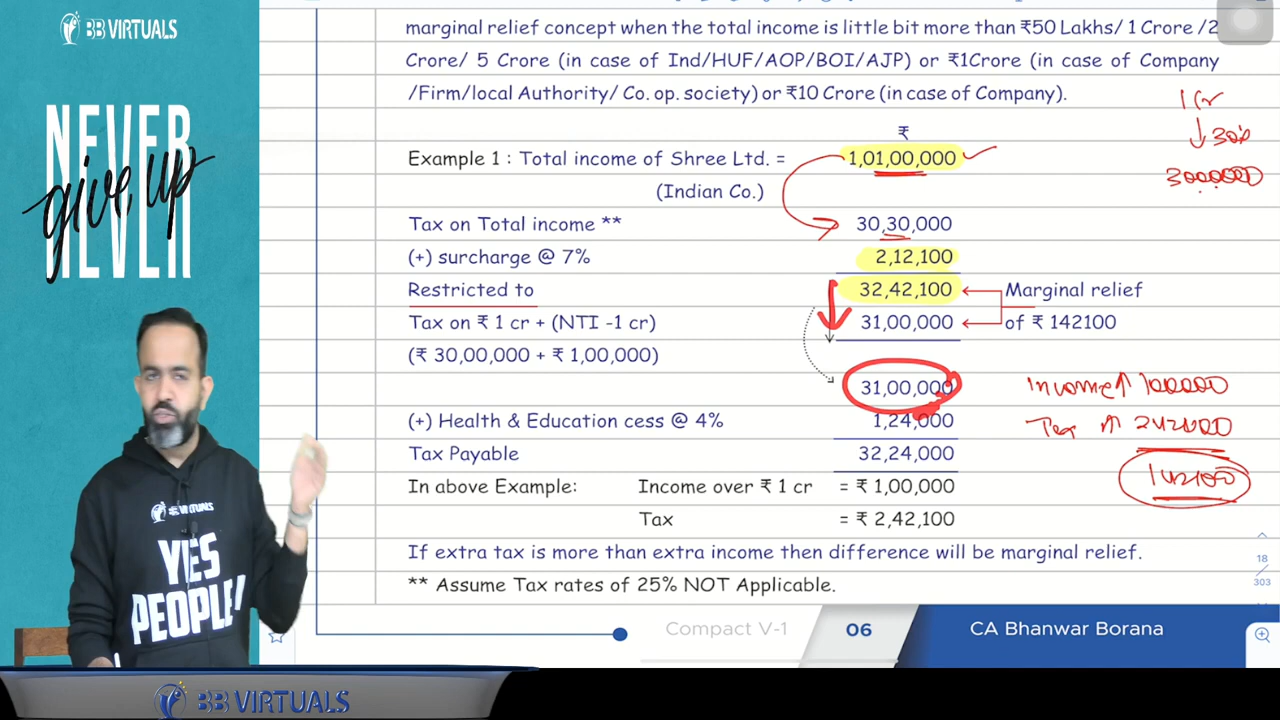 BB VIRTUALS
NEVER
give up
NEVER
YES
PEOPLE!
BB VIRTUALS
BB VIRTUALS
marginal relief concept when the total income is little bit more than ₹50 Lakhs/ 1 Crore /2
Crore/ 5 Crore (in case of Ind/HUF/AOP/BOI/AJP) or ₹1Crore (in case of Company
/Firm/local Authority/ Co. op. society) or ₹10 Crore (in case of Company).
1 Cr
↓ 30%
3000000
₹
Example 1 : Total income of Shree Ltd. = 1,01,00,000
(Indian Co.)
Tax on Total income ** 30,30,000
(+) surcharge @ 7% 2,12,100
Restricted to 32,42,100 Marginal relief
Tax on ₹ 1 cr + (NTI -1 cr) 31,00,000 of ₹ 142100
(₹ 30,00,000 + ₹ 1,00,000)
31,00,000 Income ↑ 100000
(+) Health & Education cess @ 4% 1,24,000 Tax ↑
Tax Payable 32,24,000
142100
In above Example: Income over ₹ 1 cr = ₹ 1,00,000
Tax = ₹ 2,42,100
If extra tax is more than extra income then difference will be marginal relief.
** Assume Tax rates of 25% NOT Applicable.
18
303
Compact V-1 06 CA Bhanwar Borana